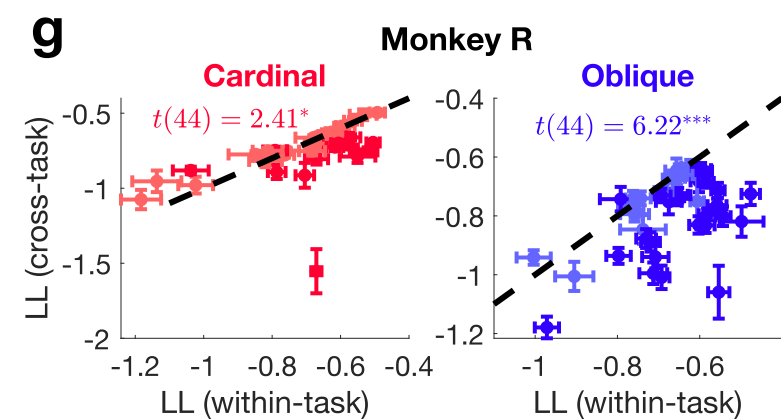 g
Monkey R
Cardinal
Oblique
t(44) = 2.41*
t(44) = 6.22***
LL (cross-task)
-0.5
-1
-1.5
-2
-1.2 -1 -0.8 -0.6 -0.4
LL (within-task)
-0.4
-0.6
-0.8
-1
-1.2
-1 -0.8 -0.6
LL (within-task)